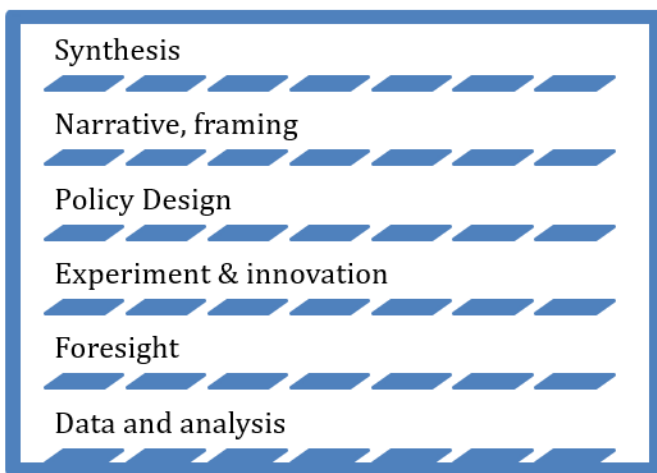 Synthesis
Narrative, framing
Policy Design
Experiment & innovation
Foresight
Data and analysis